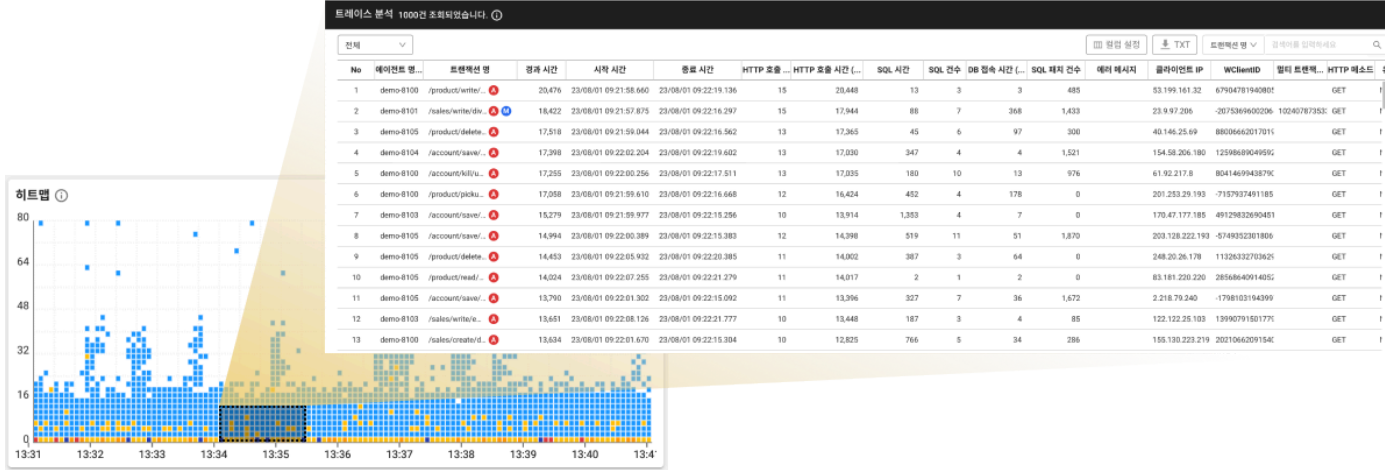 트레이스 분석 1000건 조회되었습니다.
전체 컬럼 설정 TXT 트랜잭션 명 검색어를 입력하세요
No 에이전트 명... 트랜잭션 명 경과 시간 시작 시간 종료 시간 HTTP 호출 ... HTTP 호출 시간 (... SQL 시간 SQL 건수 DB 접속 시간 (... SQL 패치 건수 에러 메시지 클라이언트 IP WClientID 멀티 트랜잭... HTTP 메소드
1 demo-8100 /product/write/... A 20,476 23/08/01 09:21:58.660 23/08/01 09:22:19.136 15 20,448 13 3 3 485 53.199.161.32 67904781940805 GET
2 demo-8101 /sales/write/div... A M 18,422 23/08/01 09:21:57.875 23/08/01 09:22:16.297 15 17,944 88 7 368 1,433 23.9.97.206 -2075369600206 102407873533 GET
3 demo-8105 /product/delete... A 17,518 23/08/01 09:21:59.044 23/08/01 09:22:16.562 13 17,365 45 6 97 300 40.146.25.69 88006662017019 GET
4 demo-8104 /account/save/... A 17,398 23/08/01 09:22:02.204 23/08/01 09:22:19.602 13 17,030 347 4 4 1,521 154.58.206.180 12598689049592 GET
5 demo-8100 /account/kill/u... A 17,255 23/08/01 09:22:00.256 23/08/01 09:22:17.511 13 17,035 180 10 13 976 61.92.217.8 GET
6 demo-8100 /product/picku... A 17,058 23/08/01 09:21:59.610 23/08/01 09:22:16.668 12 16,424 452 4 178 0 201.253.29.193 -7157937491185 GET
7 demo-8103 /account/save/... A 15,279 23/08/01 09:21:59.977 23/08/01 09:22:15.256 10 13,914 1,353 4 7 0 170.47.177.185 49129832690451 GET
8 demo-8105 /account/save/... A 14,994 23/08/01 09:22:00.389 23/08/01 09:22:15.383 12 14,398 519 11 51 1,870 203.128.222.193 -5749352301806 GET
9 demo-8105 /product/delete... A 14,453 23/08/01 09:22:05.932 23/08/01 09:22:20.385 11 14,002 387 3 64 0 248.20.26.178 11326332703629 GET
10 demo-8105 /product/read/... A 14,024 23/08/01 09:22:07.255 23/08/01 09:22:21.279 11 14,017 2 1 2 0 83.181.220.220 28568640914052 GET
11 demo-8105 /account/save/... A 13,790 23/08/01 09:22:01.302 23/08/01 09:22:15.092 11 13,396 327 7 36 1,672 2.218.79.240 -1798103194399 GET
12 demo-8103 /sales/write/e... A 13,651 23/08/01 09:22:08.126 23/08/01 09:22:21.777 10 13,448 187 3 4 85 122.122.25.103 13990791501779 GET
13 demo-8100 /sales/create/d... A 13,634 23/08/01 09:22:01.670 23/08/01 09:22:15.304 10 12,825 766 5 34 286 155.130.223.219 GET
히트맵
80
64
48
32
16
0
13:31 13:32 13:33 13:34 13:35 13:36 13:37 13:38 13:39 13:40 13:4